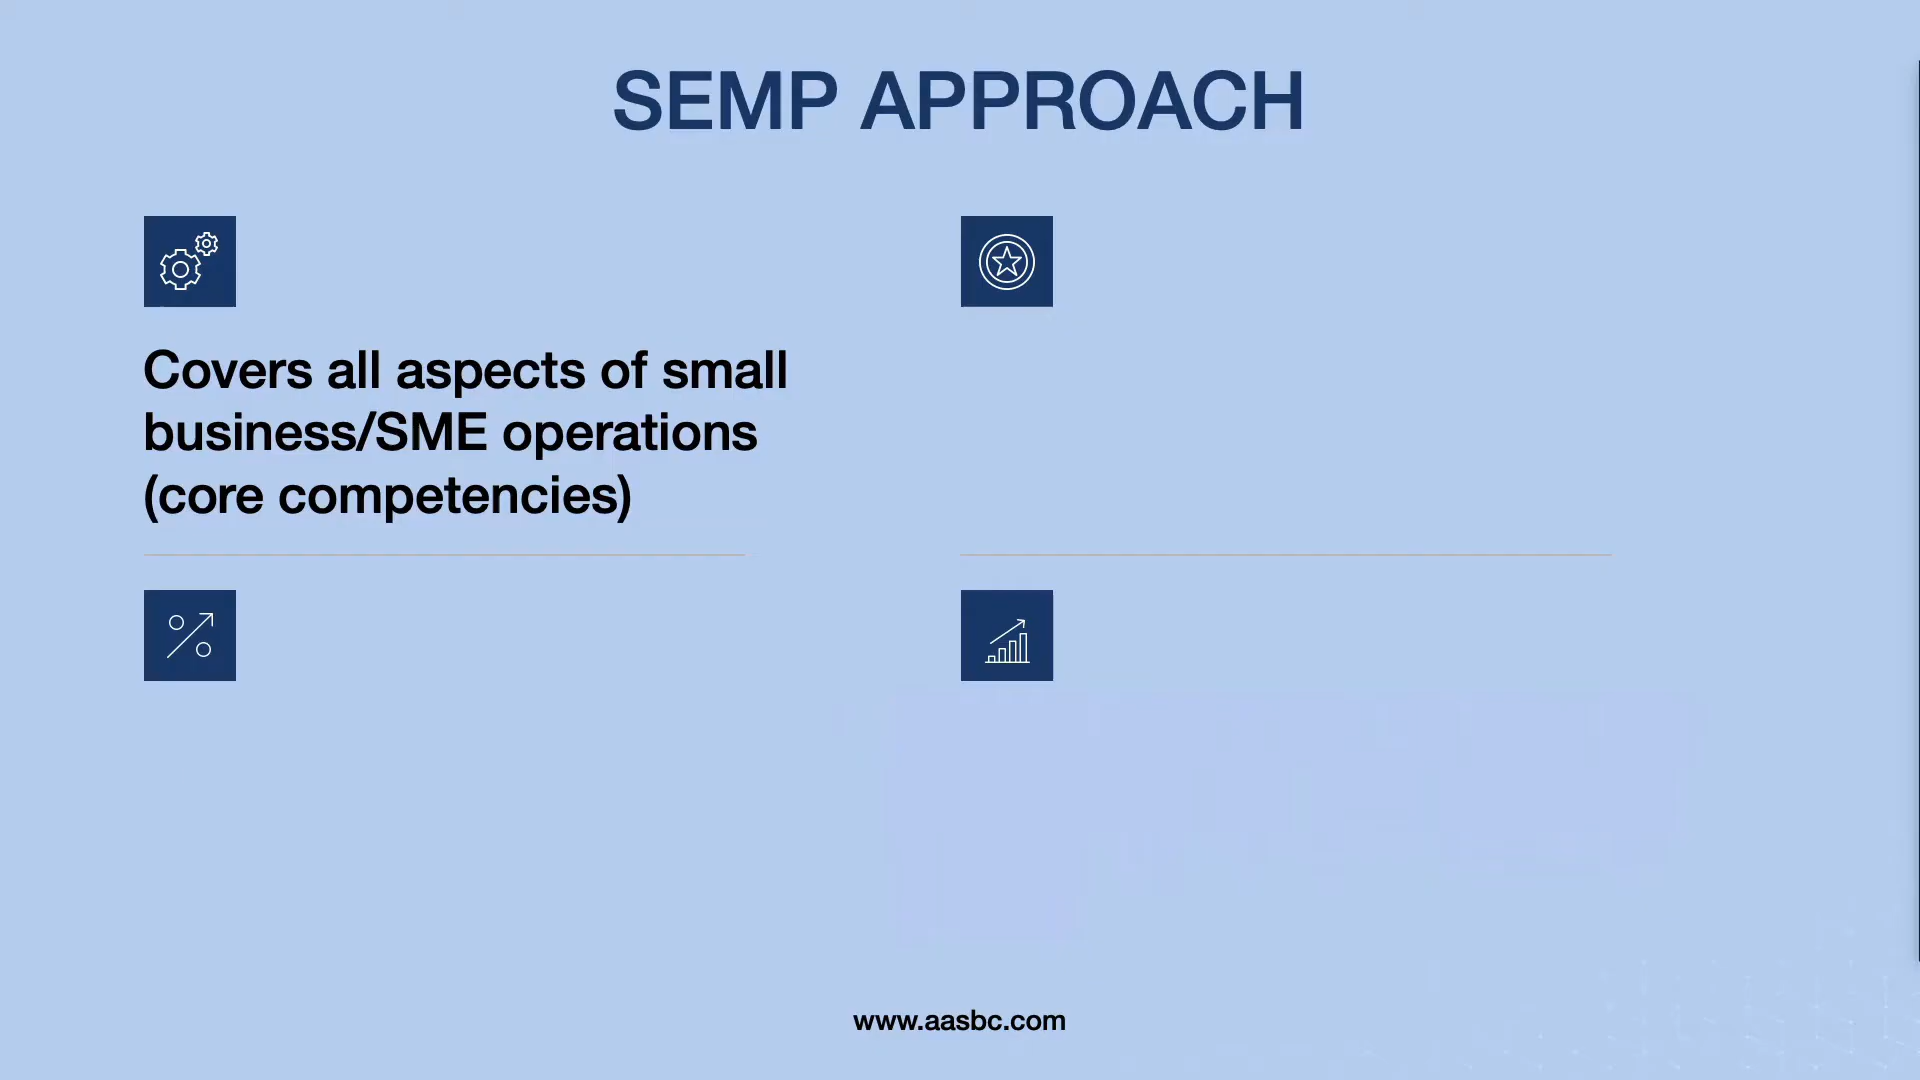 SEMP APPROACH
Covers all aspects of small
business/SME operations
(core competencies)
www.aasbc.com